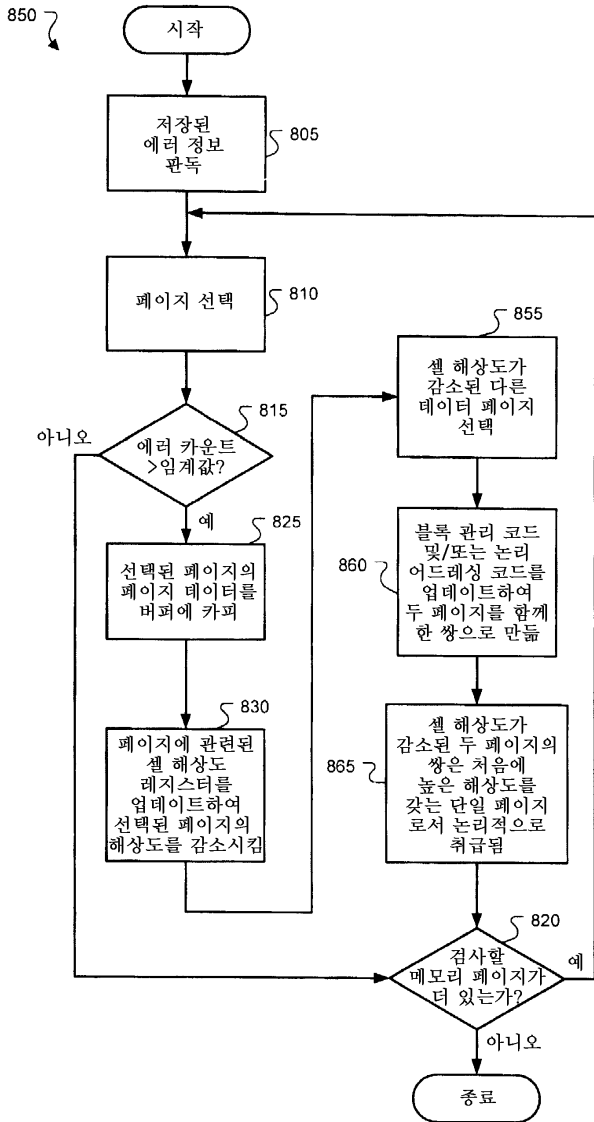 850
시작
저장된
에러 정보
판독
805
페이지 선택
810
에러 카운트
>임계값?
815
아니오
예
선택된 페이지의
페이지 데이터를
버퍼에 카피
825
페이지에 관련된
셀 해상도
레지스터를
업데이트하여
선택된 페이지의
해상도를 감소시킴
830
셀 해상도가
감소된 다른
데이터 페이지
선택
855
블록 관리 코드
및/또는 논리
어드레싱 코드를
업데이트하여
두 페이지를 함께
한 쌍으로 만듦
860
셀 해상도가
감소된 두 페이지의
쌍은 처음에
높은 해상도를
갖는 단일 페이지
로서 논리적으로
취급됨
865
검사할
메모리 페이지가
더 있는가?
820
예
아니오
종료